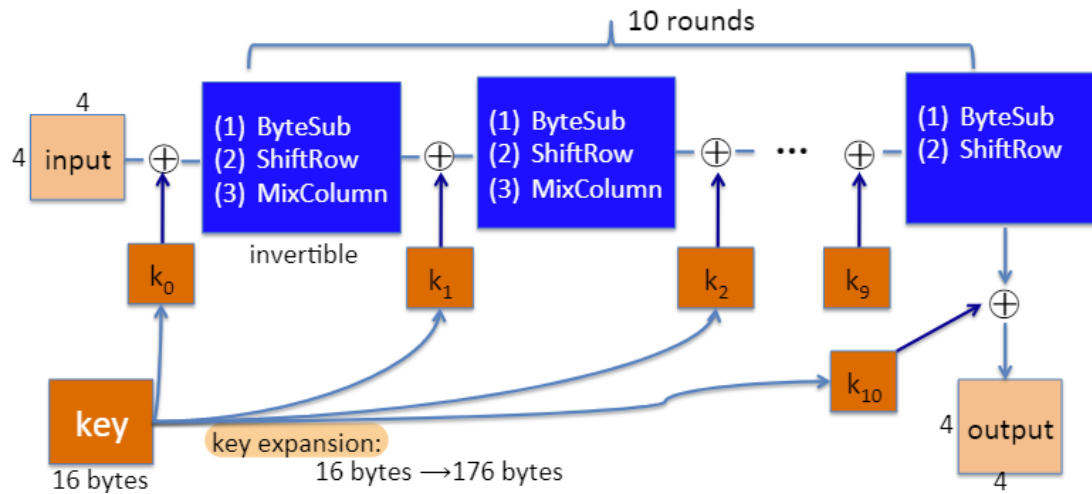 10 rounds
4
4
input
(1) ByteSub
(2) ShiftRow
(3) MixColumn
(1) ByteSub
(2) ShiftRow
(3) MixColumn
...
(1) ByteSub
(2) ShiftRow
invertible
k0
k1
k2
k9
k10
key
16 bytes
key expansion:
16 bytes →176 bytes
4
output
4